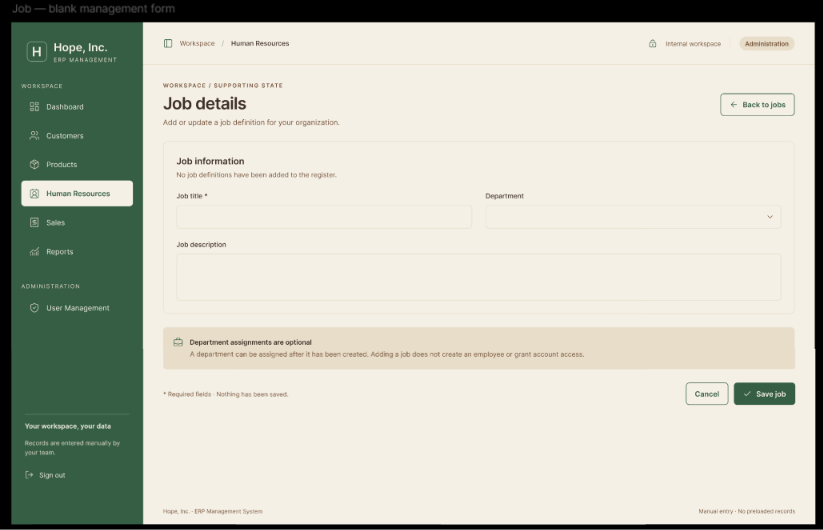 Job — blank management form
H
Hope, Inc.
ERP MANAGEMENT
WORKSPACE
Dashboard
Customers
Products
Human Resources
Sales
Reports
ADMINISTRATION
User Management
Your workspace, your data
Records are entered manually by
your team.
Sign out
Workspace / Human Resources
Internal workspace
Administration
WORKSPACE / SUPPORTING STATE
Job details
Add or update a job definition for your organization.
← Back to jobs
Job information
No job definitions have been added to the register.
Job title *
Department
Job description
Department assignments are optional
A department can be assigned after it has been created. Adding a job does not create an employee or grant account access.
* Required fields · Nothing has been saved.
Cancel
Save job
Hope, Inc. · ERP Management System
Manual entry · No preloaded records